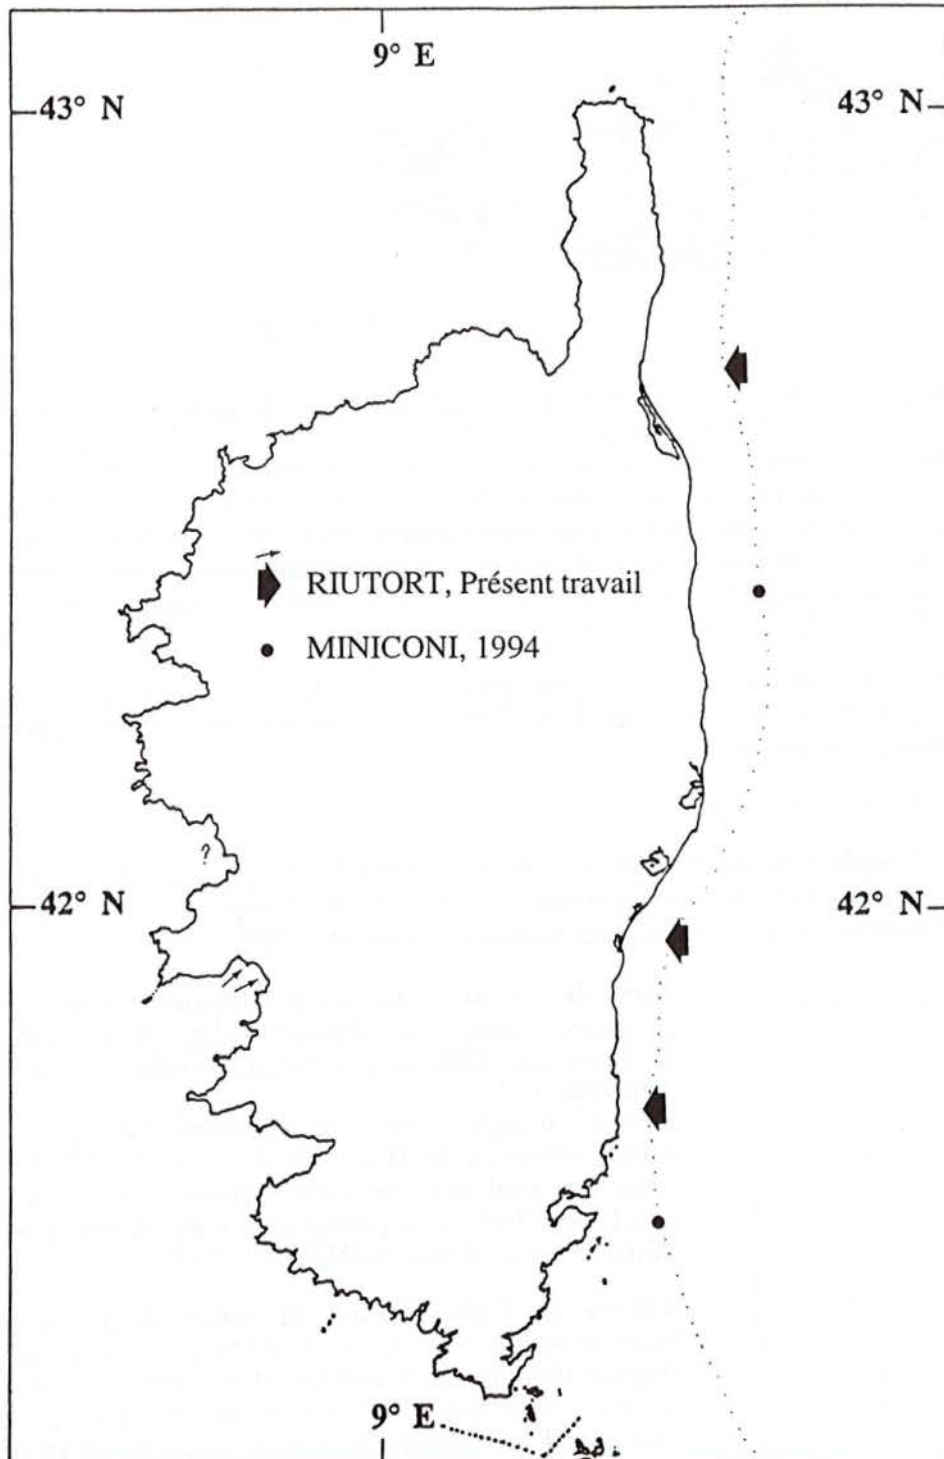 9° E
43° N
43° N
RIUTORT, Présent travail
MINICONI, 1994
?
42° N
42° N
9° E